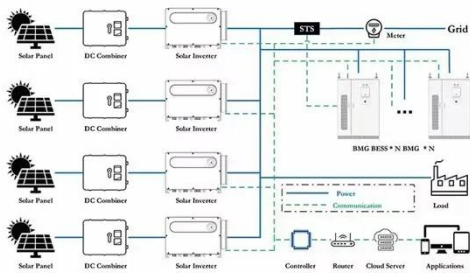 STS
Meter
Grid
Solar Panel
DC Combiner
Solar Inverter
Solar Panel
DC Combiner
Solar Inverter
BMG BESS * N BMG * N
Solar Panel
DC Combiner
Solar Inverter
Load
Power
Communication
Solar Panel
DC Combiner
Solar Inverter
Controller
Router
Cloud Server
Applications